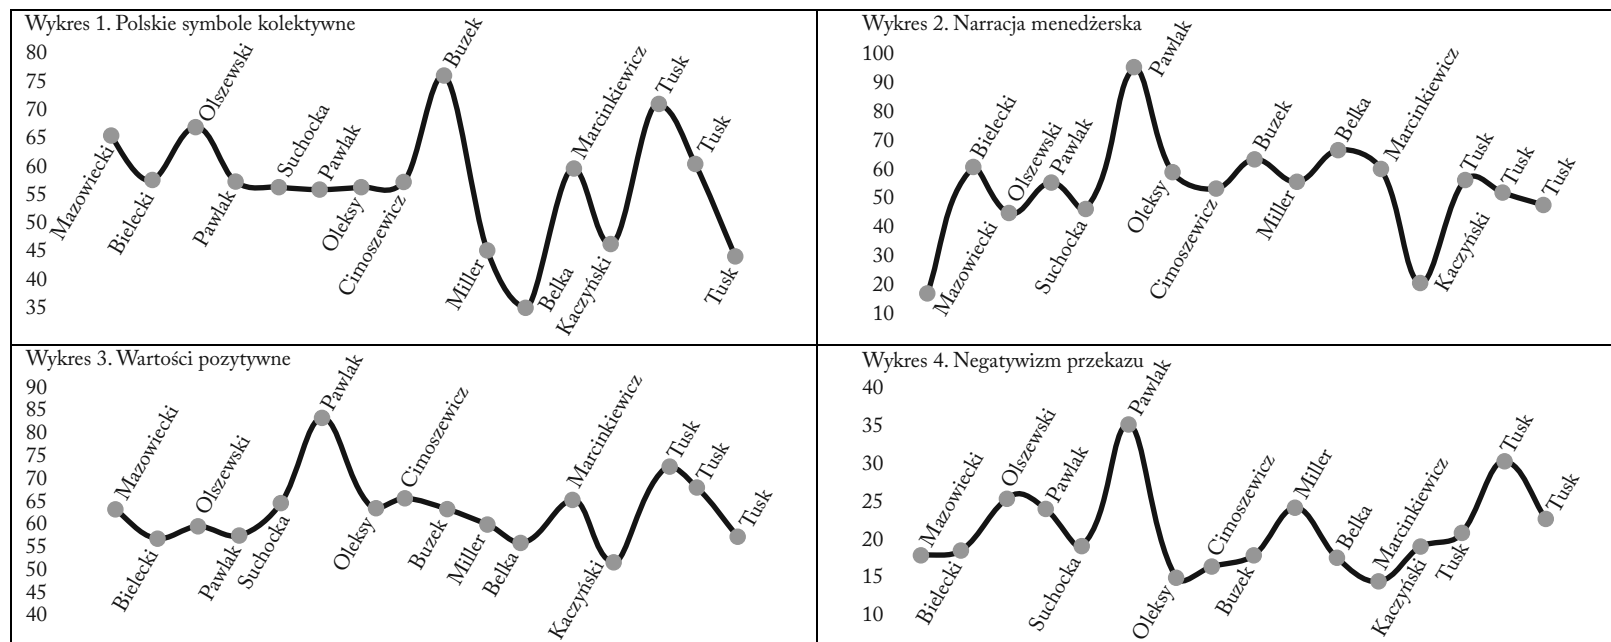 Wykres 1. Polskie symbole kolektywne
80
75
70
65
60
55
50
45
40
35
Mazowiecki
Bielecki
Olszewski
Pawlak
Suchocka
Pawlak
Oleksy
Cimoszewicz
Buzek
Miller
Belka
Marcinkiewicz
Kaczyński
Tusk
Tusk
Tusk
Wykres 2. Narracja menedżerska
100
90
80
70
60
50
40
30
20
10
Mazowiecki
Bielecki
Olszewski
Pawlak
Suchocka
Pawlak
Oleksy
Cimoszewicz
Buzek
Miller
Belka
Marcinkiewicz
Kaczyński
Tusk
Tusk
Tusk
Wykres 3. Wartości pozytywne
90
85
80
75
70
65
60
55
50
45
40
Mazowiecki
Bielecki
Olszewski
Pawlak
Suchocka
Pawlak
Oleksy
Cimoszewicz
Buzek
Miller
Belka
Marcinkiewicz
Kaczyński
Tusk
Tusk
Tusk
Wykres 4. Negatywizm przekazu
40
35
30
25
20
15
10
Mazowiecki
Bielecki
Olszewski
Pawlak
Suchocka
Pawlak
Oleksy
Cimoszewicz
Buzek
Miller
Belka
Marcinkiewicz
Kaczyński
Tusk
Tusk
Tusk